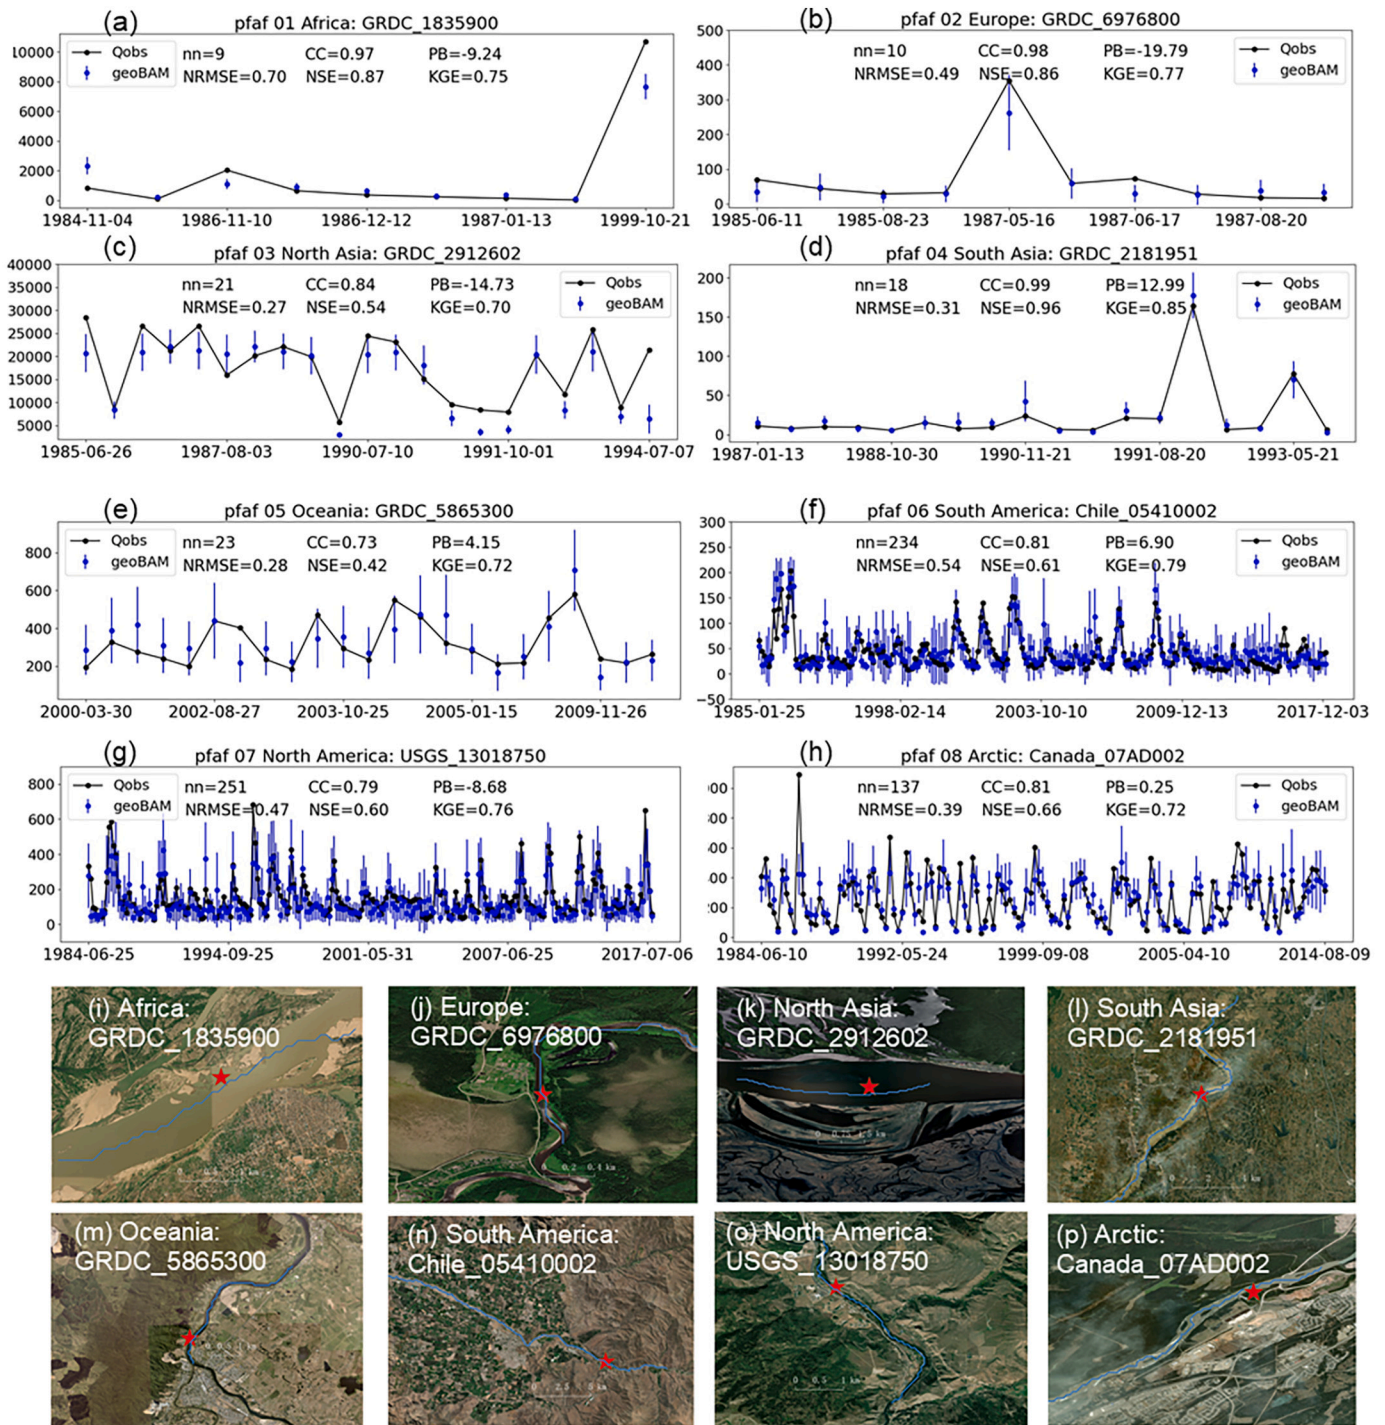 (a) pfaf 01 Africa: GRDC_1835900
Qobs
geoBAM
nn=9 CC=0.97 PB=-9.24
NRMSE=0.70 NSE=0.87 KGE=0.75
10000
8000
6000
4000
2000
0
1984-11-04 1986-11-10 1986-12-12 1987-01-13 1999-10-21
(b) pfaf 02 Europe: GRDC_6976800
nn=10 CC=0.98 PB=-19.79
NRMSE=0.49 NSE=0.86 KGE=0.77
Qobs
geoBAM
500
400
300
200
100
0
1985-06-11 1985-08-23 1987-05-16 1987-06-17 1987-08-20
(c) pfaf 03 North Asia: GRDC_2912602
nn=21 CC=0.84 PB=-14.73
NRMSE=0.27 NSE=0.54 KGE=0.70
Qobs
geoBAM
40000
35000
30000
25000
20000
15000
10000
5000
1985-06-26 1987-08-03 1990-07-10 1991-10-01 1994-07-07
(d) pfaf 04 South Asia: GRDC_2181951
nn=18 CC=0.99 PB=12.99
NRMSE=0.31 NSE=0.96 KGE=0.85
Qobs
geoBAM
200
150
100
50
0
1987-01-13 1988-10-30 1990-11-21 1991-08-20 1993-05-21
(e) pfaf 05 Oceania: GRDC_5865300
Qobs
geoBAM
nn=23 CC=0.73 PB=4.15
NRMSE=0.28 NSE=0.42 KGE=0.72
800
600
400
200
2000-03-30 2002-08-27 2003-10-25 2005-01-15 2009-11-26
(f) pfaf 06 South America: Chile_05410002
nn=234 CC=0.81 PB=6.90
NRMSE=0.54 NSE=0.61 KGE=0.79
Qobs
geoBAM
300
250
200
150
100
50
0
−50
1985-01-25 1998-02-14 2003-10-10 2009-12-13 2017-12-03
(g) pfaf 07 North America: USGS_13018750
Qobs
geoBAM
nn=251 CC=0.79 PB=-8.68
NRMSE=0.47 NSE=0.60 KGE=0.76
800
600
400
200
0
1984-06-25 1994-09-25 2001-05-31 2007-06-25 2017-07-06
(h) pfaf 08 Arctic: Canada_07AD002
nn=137 CC=0.81 PB=0.25
NRMSE=0.39 NSE=0.66 KGE=0.72
Qobs
geoBAM
0
1984-06-10 1992-05-24 1999-09-08 2005-04-10 2014-08-09
(i) Africa:
GRDC_1835900
(j) Europe:
GRDC_6976800
0 0.2 0.4 km
(k) North Asia:
GRDC_2912602
(l) South Asia:
GRDC_2181951
(m) Oceania:
GRDC_5865300
(n) South America:
Chile_05410002
(o) North America:
USGS_13018750
0 0.5 1 km
(p) Arctic:
Canada_07AD002